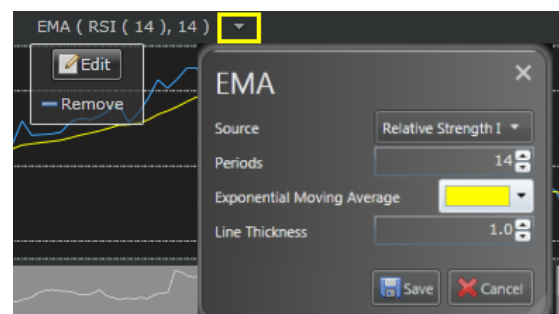 EMA ( RSI ( 14 ), 14 )
Edit
Remove
EMA
Source Relative Strength I
Periods 14
Exponential Moving Average
Line Thickness 1.0
Save Cancel